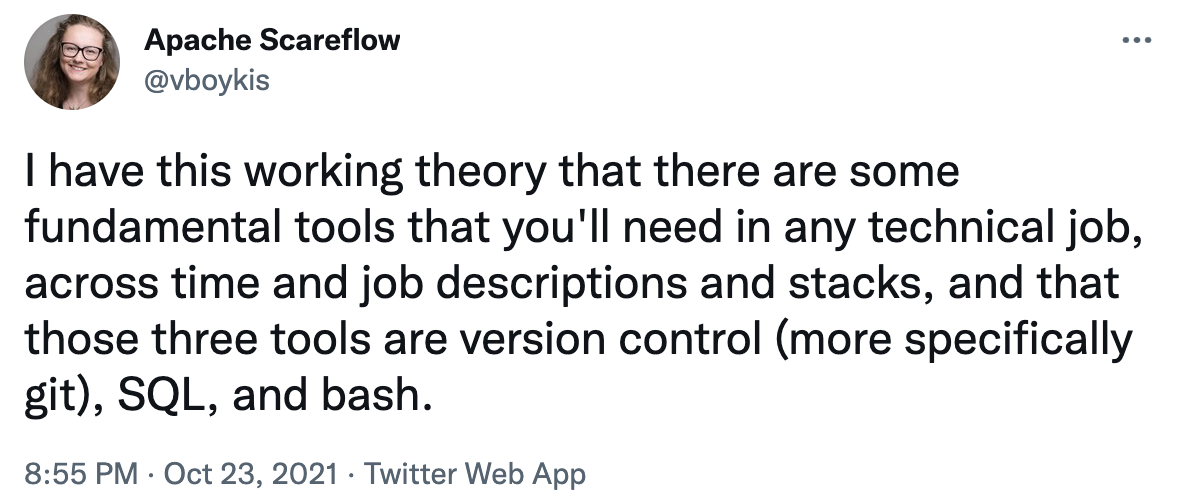 Apache Scareflow
@vboykis
I have this working theory that there are some
fundamental tools that you'll need in any technical job,
across time and job descriptions and stacks, and that
those three tools are version control (more specifically
git), SQL, and bash.
8:55 PM · Oct 23, 2021 · Twitter Web App